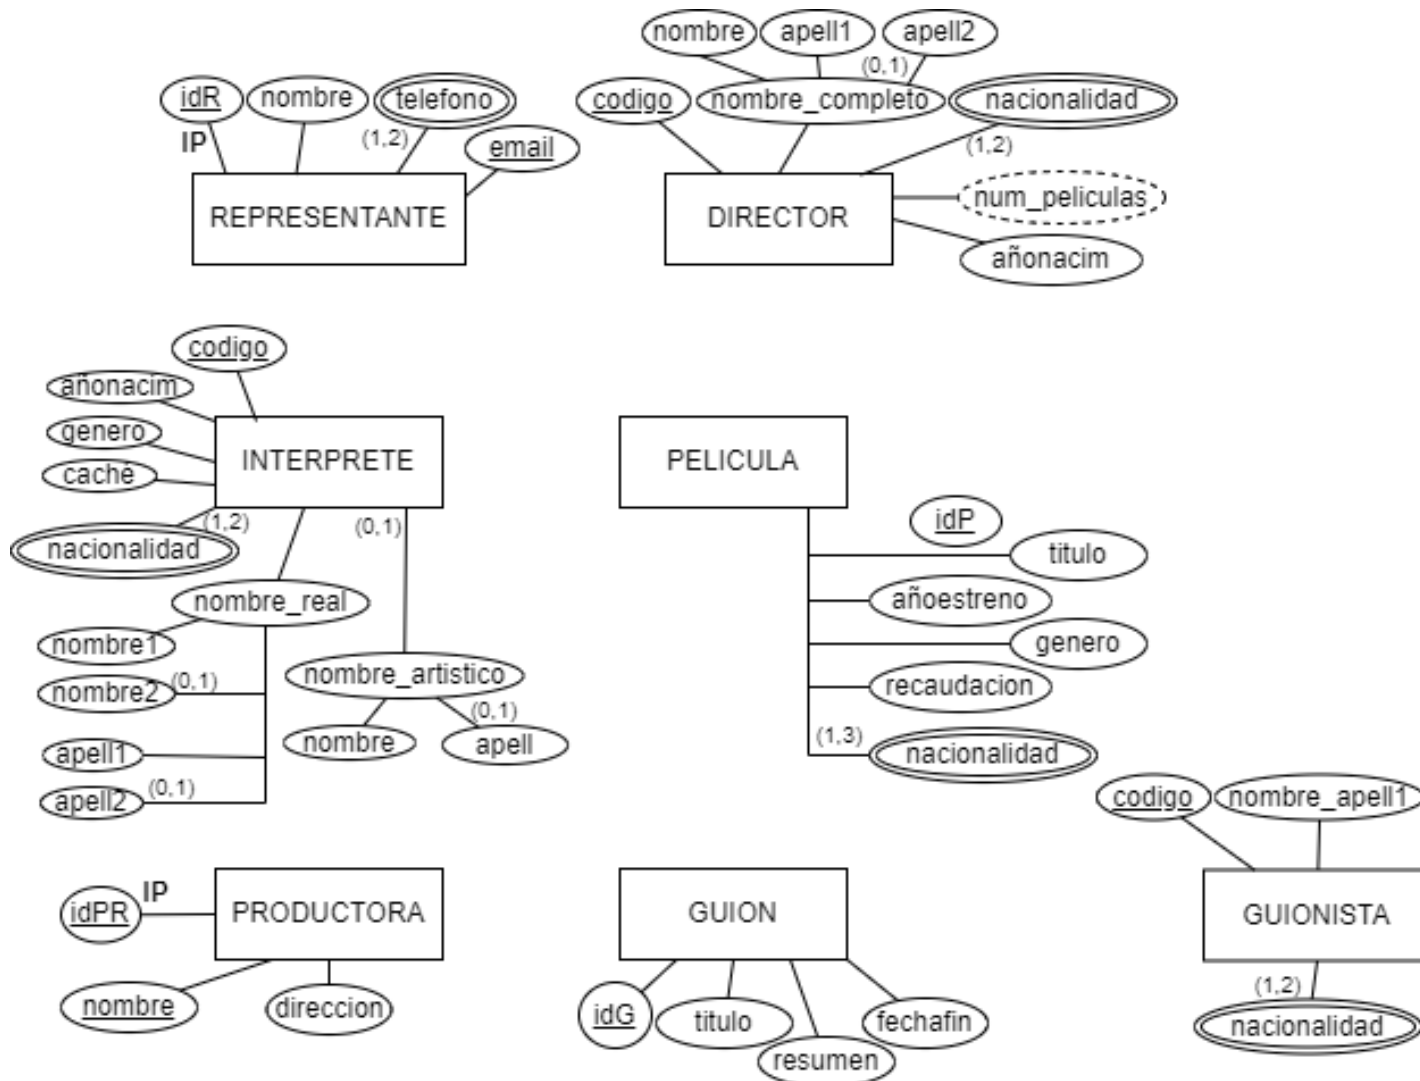 nombre
apell1
apell2
(0,1)
idR
nombre
telefono
codigo
nombre_completo
nacionalidad
IP
(1,2)
email
(1,2)
REPRESENTANTE
DIRECTOR
num_peliculas
añonacim
codigo
añonacim
genero
caché
INTERPRETE
PELICULA
(1,2)
(0,1)
nacionalidad
idP
titulo
nombre_real
añoestreno
nombre1
genero
nombre2
(0,1)
nombre_artistico
recaudacion
(0,1)
nombre
apell
(1,3)
nacionalidad
apell1
apell2
(0,1)
codigo
nombre_apell1
IP
idPR
PRODUCTORA
GUION
GUIONISTA
nombre
direccion
idG
titulo
fechafin
resumen
(1,2)
nacionalidad